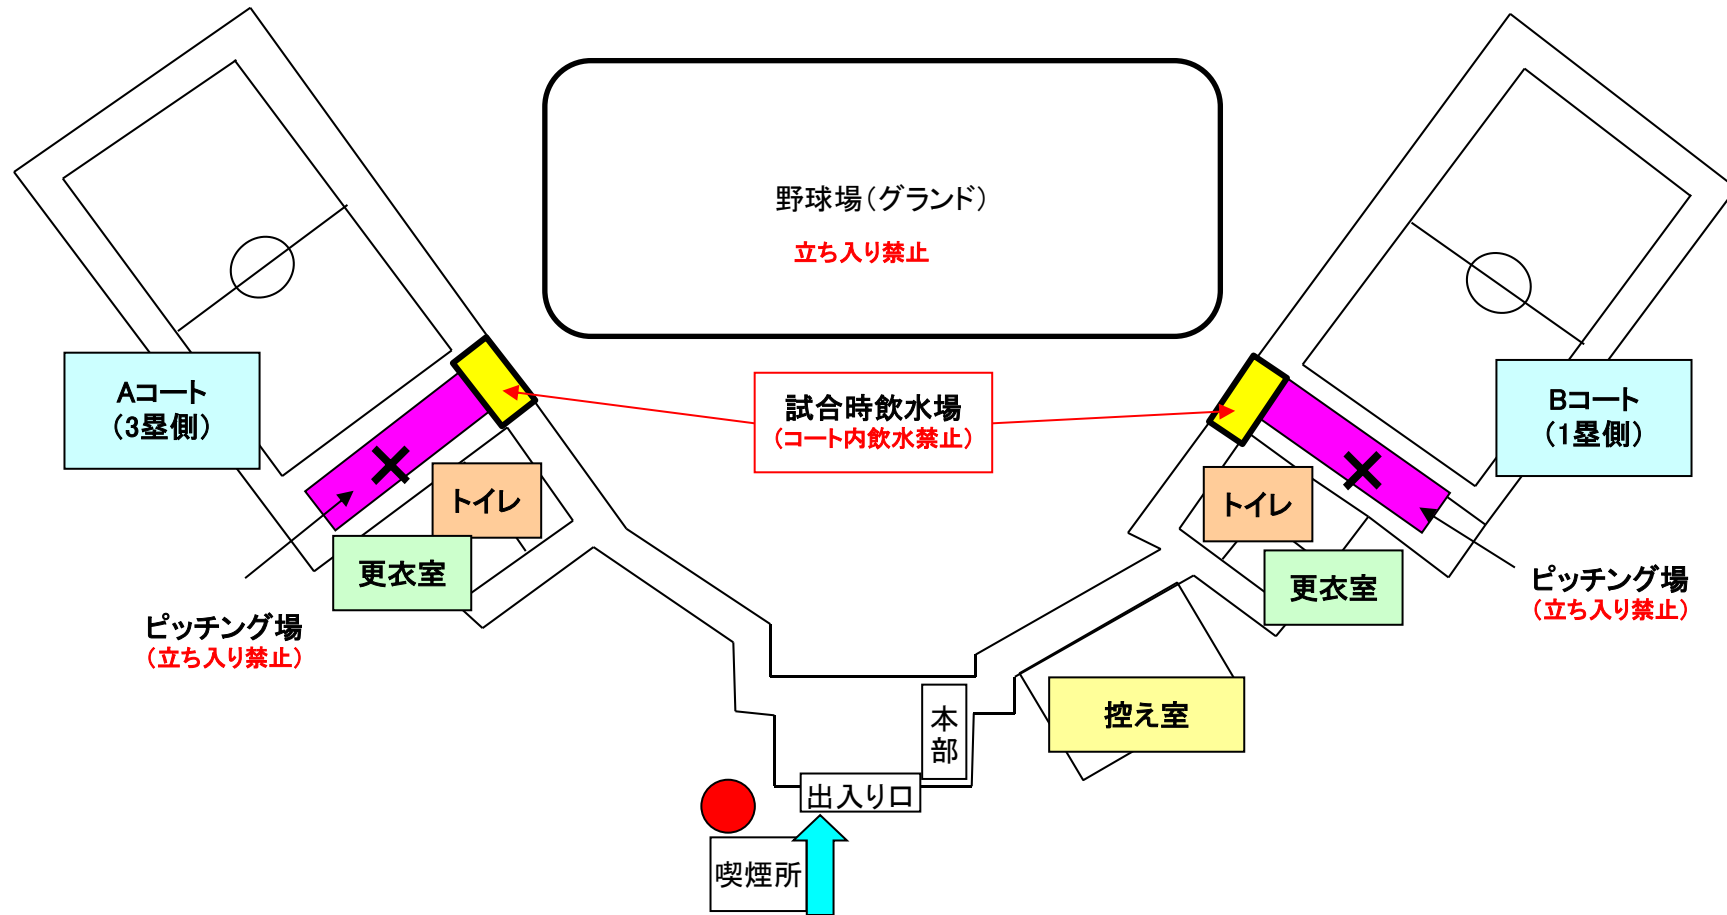 野球場(グランド)
立ち入り禁止
Aコート
(3塁側)
試合時飲水場
(コート内飲水禁止)
Bコート
(1塁側)
トイレ
更衣室
トイレ
更衣室
ピッチング場
(立ち入り禁止)
ピッチング場
(立ち入り禁止)
本
部
控え室
出入り口
喫煙所